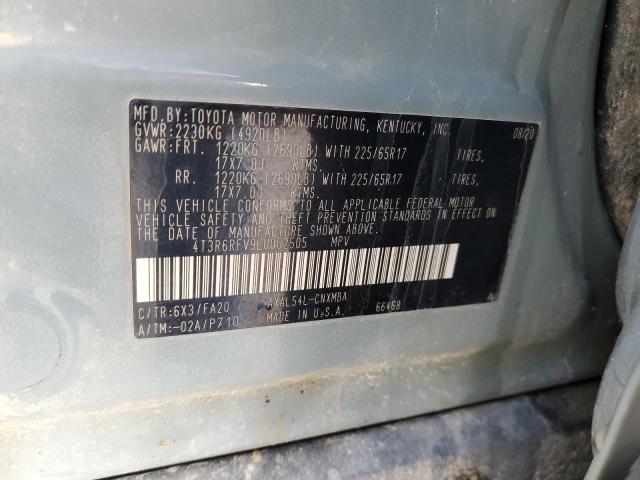 MFD.BY:TOYOTA MOTOR MANUFACTURING, KENTUCKY, INC. 08/20
GVWR:2230KG (4920LB)
GAWR:FRT. 1220KG (2690LB) WITH 225/65R17 TIRES,
17X7.0J RIMS.
RR. 1220KG (2690LB) WITH 225/65R17 TIRES,
17X7.0J RIMS.
THIS VEHICLE CONFORMS TO ALL APPLICABLE FEDERAL MOTOR
VEHICLE SAFETY AND THEFT PREVENTION STANDARDS IN EFFECT ON
THE DATE OF MANUFACTURE SHOWN ABOVE.
4T3R6RFV9LU002505 MPV
C/TR:6X3/FA20 AXAL54L-CNXMBA 66468
A/TM:-02A/P710 MADE IN U.S.A.